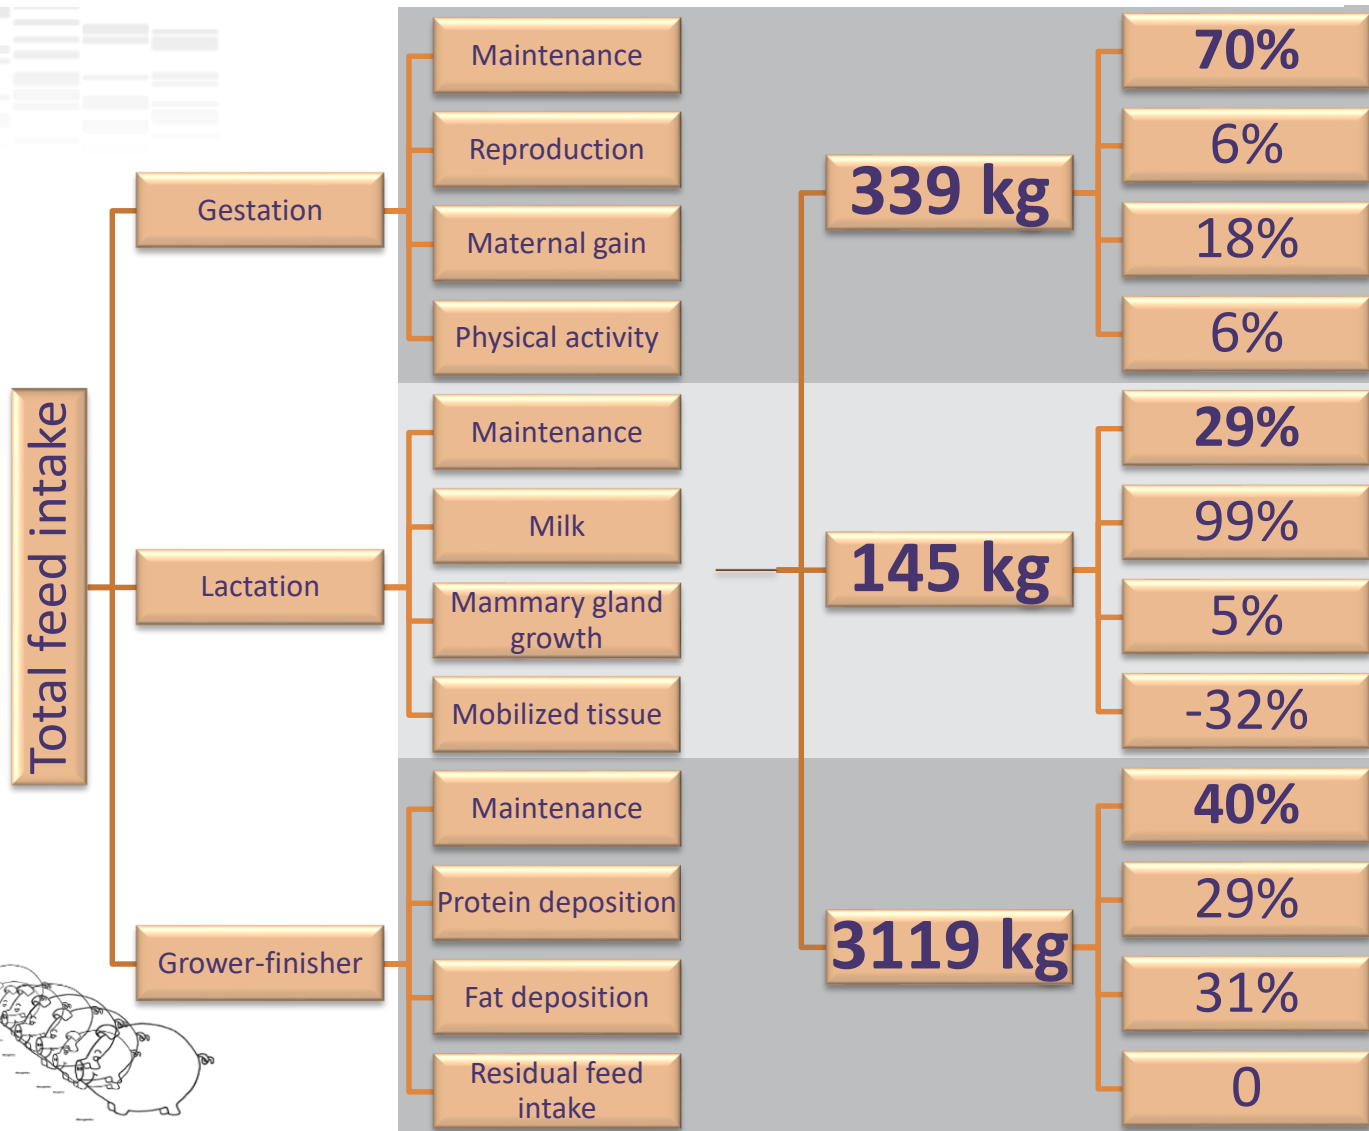 Total feed intake
Gestation
Maintenance
Reproduction
Maternal gain
Physical activity
339 kg
70%
6%
18%
6%
Lactation
Maintenance
Milk
Mammary gland
growth
Mobilized tissue
145 kg
29%
99%
5%
-32%
Grower-finisher
Maintenance
Protein deposition
Fat deposition
Residual feed
intake
3119 kg
40%
29%
31%
0